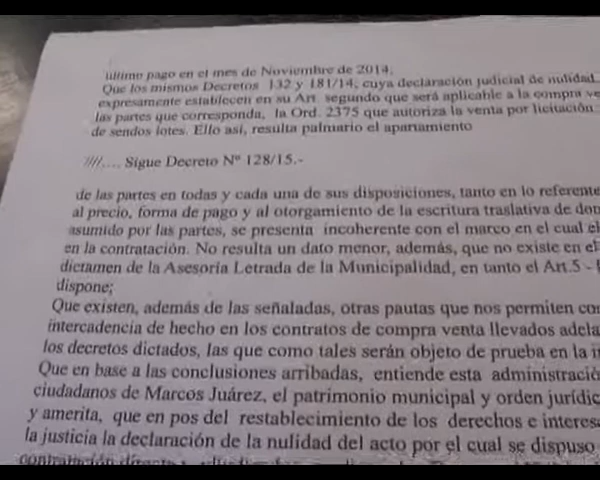 último pago en el mes de Noviembre de 2014.
Que los mismos Decretos 132 y 181/14, cuya declaración judicial de nulidad
expresamente establecen en su Art. segundo que será aplicable a la compra ve
las partes que corresponda, la Ord. 2375 que autoriza la venta por licitación
de sendos lotes. Ello así, resulta palmario el apartamiento
////.... Sigue Decreto Nº 128/15.-
de las partes en todas y cada una de sus disposiciones, tanto en lo referente
al precio, forma de pago y al otorgamiento de la escritura traslativa de dom
asumido por las partes, se presenta incoherente con el marco en el cual
en la contratación. No resulta un dato menor, además, que no existe en el
dictamen de la Asesoría Letrada de la Municipalidad, en tanto el Art.5 -
dispone;
Que existen, además de las señaladas, otras pautas que nos permiten
intercadencia de hecho en los contratos de compra venta llevados adela
los decretos dictados, las que como tales serán objeto de prueba en la
Que en base a las conclusiones arribadas, entiende esta administració
ciudadanos de Marcos Juárez, el patrimonio municipal y orden jurídic
y amerita, que en pos del restablecimiento de los derechos e interes
la justicia la declaración de la nulidad del acto por el cual se dispuso
contratación directa